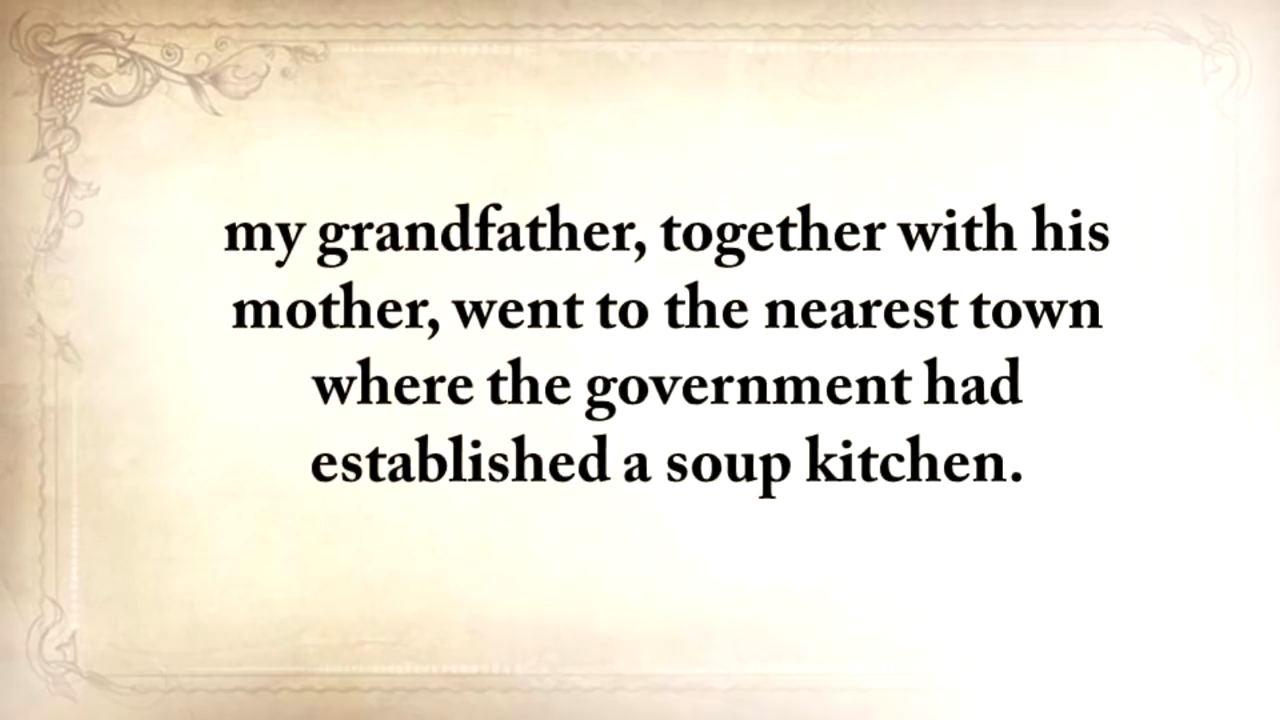 my grandfather, together with his
mother, went to the nearest town
where the government had
established a soup kitchen.